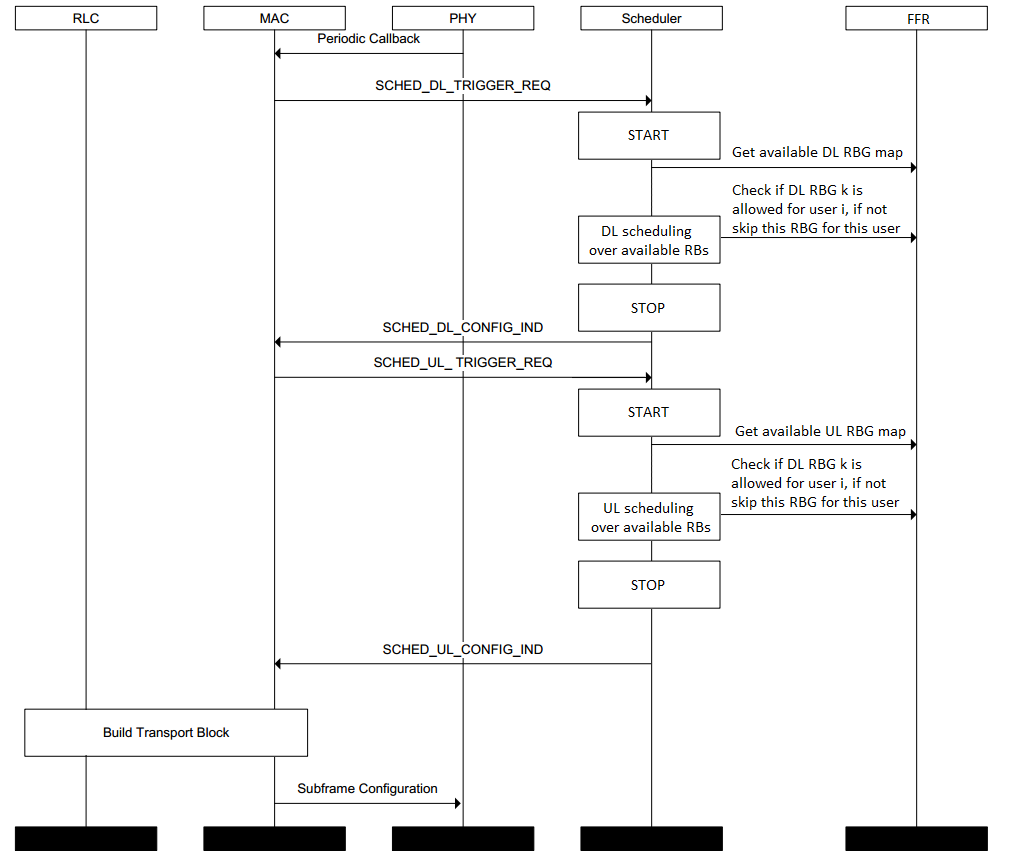 RLC
MAC
PHY
Scheduler
FFR
Periodic Callback
SCHED_DL_TRIGGER_REQ
START
Get available DL RBG map
Check if DL RBG k is
allowed for user i, if not
skip this RBG for this user
DL scheduling
over available RBs
STOP
SCHED_DL_CONFIG_IND
SCHED_UL_ TRIGGER_REQ
START
Get available UL RBG map
Check if DL RBG k is
allowed for user i, if not
skip this RBG for this user
UL scheduling
over available RBs
STOP
SCHED_UL_CONFIG_IND
Build Transport Block
Subframe Configuration